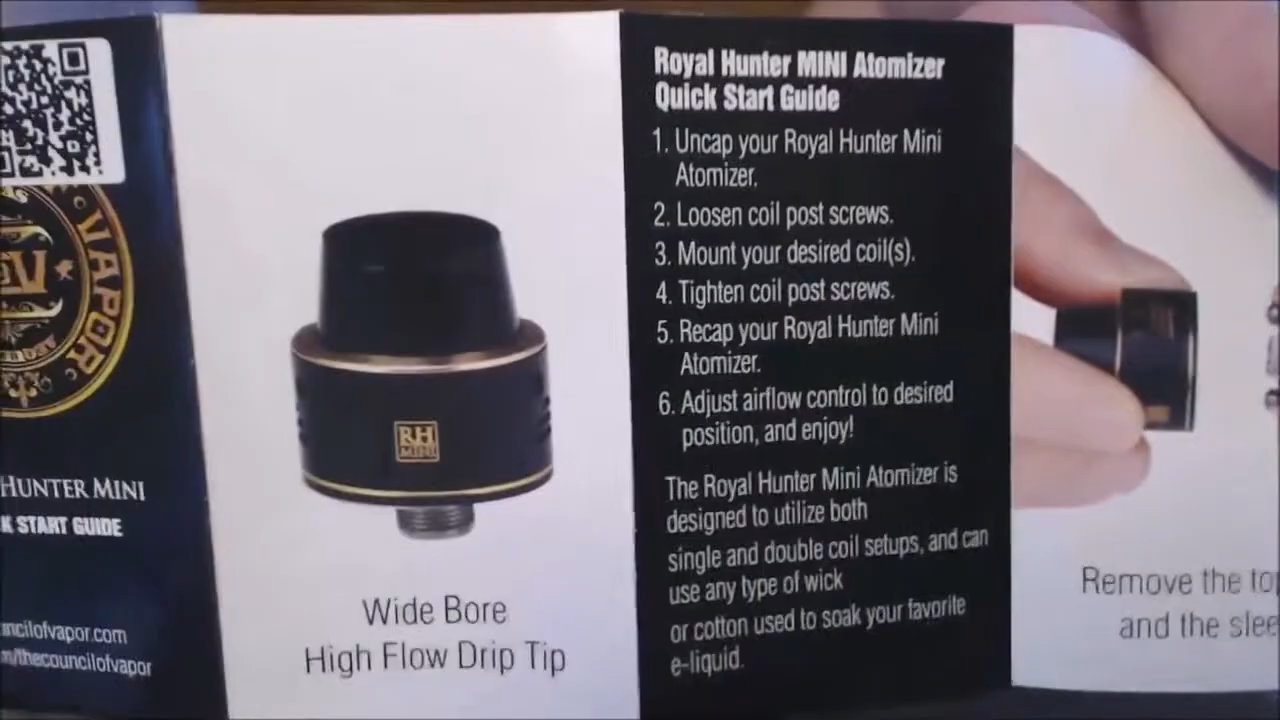 VAPOR
HUNTER MINI
K START GUIDE
ncilofvapor.com
m/thecouncilofvapor
RH
MINI
Wide Bore
High Flow Drip Tip
Royal Hunter MINI Atomizer
Quick Start Guide
1. Uncap your Royal Hunter Mini
Atomizer.
2. Loosen coil post screws.
3. Mount your desired coil(s).
4. Tighten coil post screws.
5. Recap your Royal Hunter Mini
Atomizer.
6. Adjust airflow control to desired
position, and enjoy!
The Royal Hunter Mini Atomizer is
designed to utilize both
single and double coil setups, and can
use any type of wick
or cotton used to soak your favorite
e-liquid.
Remove the to
and the slee